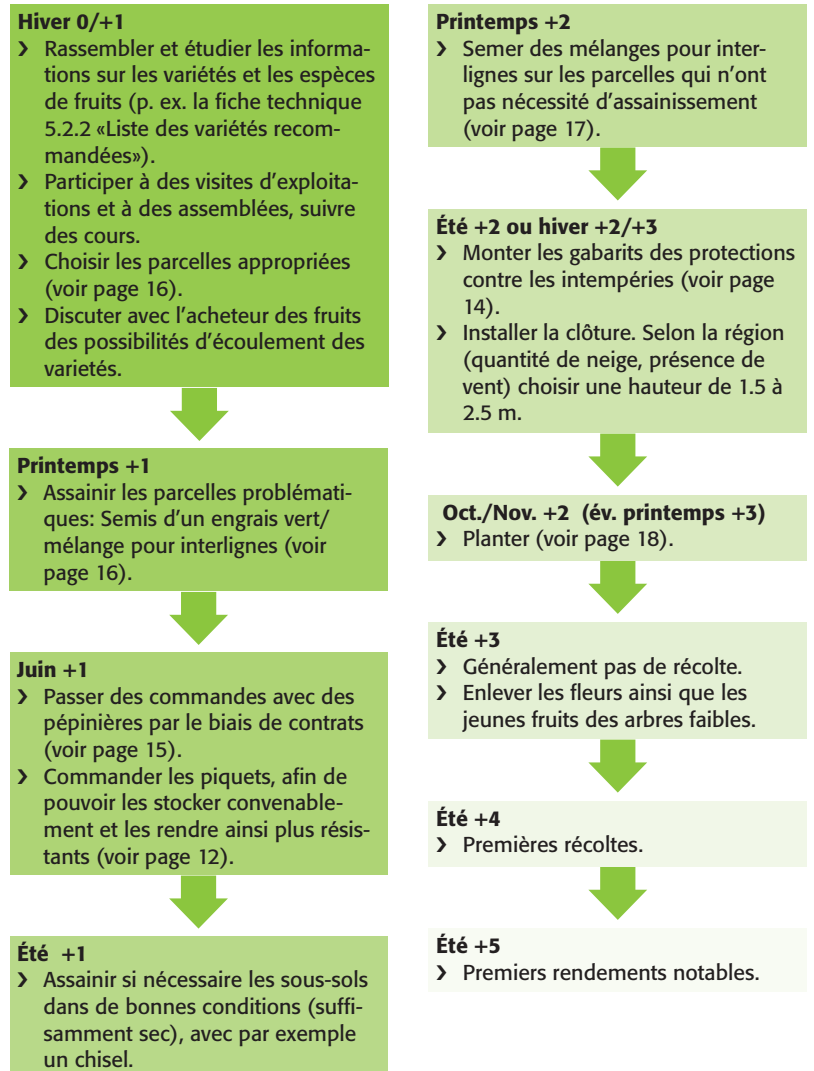 Hiver 0/+1
› Rassembler et étudier les informa-
tions sur les variétés et les espèces
de fruits (p. ex. la fiche technique
5.2.2 «Liste des variétés recom-
mandées»).
› Participer à des visites d'exploita-
tions et à des assemblées, suivre
des cours.
› Choisir les parcelles appropriées
(voir page 16).
› Discuter avec l'acheteur des fruits
des possibilités d'écoulement des
varietés.
Printemps +1
› Assainir les parcelles problémati-
ques: Semis d'un engrais vert/
mélange pour interlignes (voir
page 16).
Juin +1
› Passer des commandes avec des
pépinières par le biais de contrats
(voir page 15).
› Commander les piquets, afin de
pouvoir les stocker convenable-
ment et les rendre ainsi plus résis-
tants (voir page 12).
Été +1
› Assainir si nécessaire les sous-sols
dans de bonnes conditions (suffi-
samment sec), avec par exemple
un chisel.
Printemps +2
› Semer des mélanges pour inter-
lignes sur les parcelles qui n'ont
pas nécessité d'assainissement
(voir page 17).
Été +2 ou hiver +2/+3
› Monter les gabarits des protections
contre les intempéries (voir page
14).
› Installer la clôture. Selon la région
(quantité de neige, présence de
vent) choisir une hauteur de 1.5 à
2.5 m.
Oct./Nov. +2 (év. printemps +3)
› Planter (voir page 18).
Été +3
› Généralement pas de récolte.
› Enlever les fleurs ainsi que les
jeunes fruits des arbres faibles.
Été +4
› Premières récoltes.
Été +5
› Premiers rendements notables.